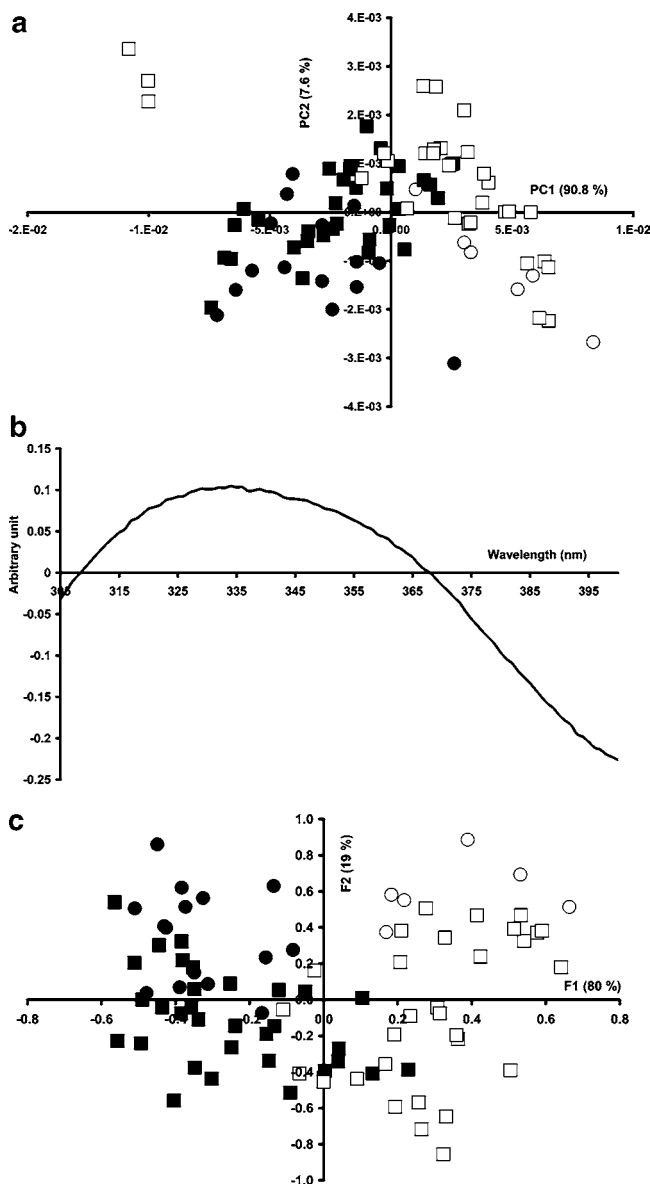 a
4.E-03
3.E-03
2.E-03
PC2 (7.6 %)
PC1 (90.8 %)
-2.E-02
-1.E-02
5.E-03
1.E-02
-2.E-03
-3.E-03
-4.E-03
b
0.15
0.1
0.05
0
-0.05
-0.1
-0.15
-0.2
-0.25
Arbitrary unit
Wavelength (nm)
305 315 325 335 345 355 365 375 385 395
c
1.0
0.8
0.6
0.4
0.2
F2 (19 %)
F1 (80 %)
-0.8 -0.6 -0.2 0.0 0.2 0.4 0.6 0.8
-0.2
-0.4
-0.6
-0.8
-1.0